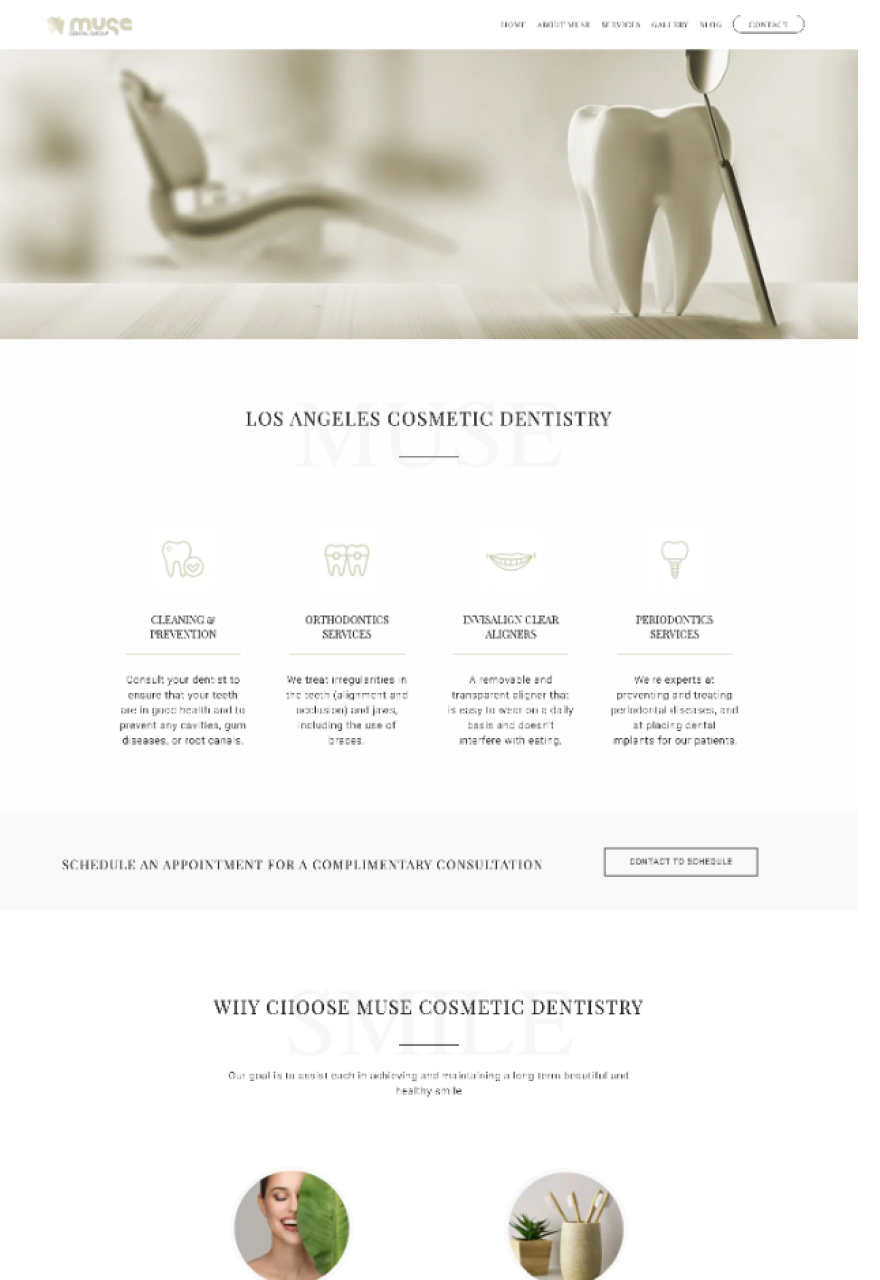 muse
DENTAL GROUP
HOME ABOUT MUSE SERVICES GALLERY BLOG CONTACT
MUSE
LOS ANGELES COSMETIC DENTISTRY
CLEANING &
PREVENTION
Consult your dentist to
ensure that your teeth
are in good health and to
prevent any cavities, gum
diseases, or root canals.
ORTHODONTICS
SERVICES
We treat irregularities in
the teeth (alignment and
occlusion) and jaws,
including the use of
braces.
INVISALIGN CLEAR
ALIGNERS
A removable and
transparent aligner that
is easy to wear on a daily
basis and doesn't
interfere with eating.
PERIODONTICS
SERVICES
We're experts at
preventing and treating
periodontal diseases, and
at placing dental
implants for our patients.
SCHEDULE AN APPOINTMENT FOR A COMPLIMENTARY CONSULTATION
CONTACT TO SCHEDULE
SMILE
WHY CHOOSE MUSE COSMETIC DENTISTRY
Our goal is to assist each in achieving and maintaining a long term beautiful and
healthy smile